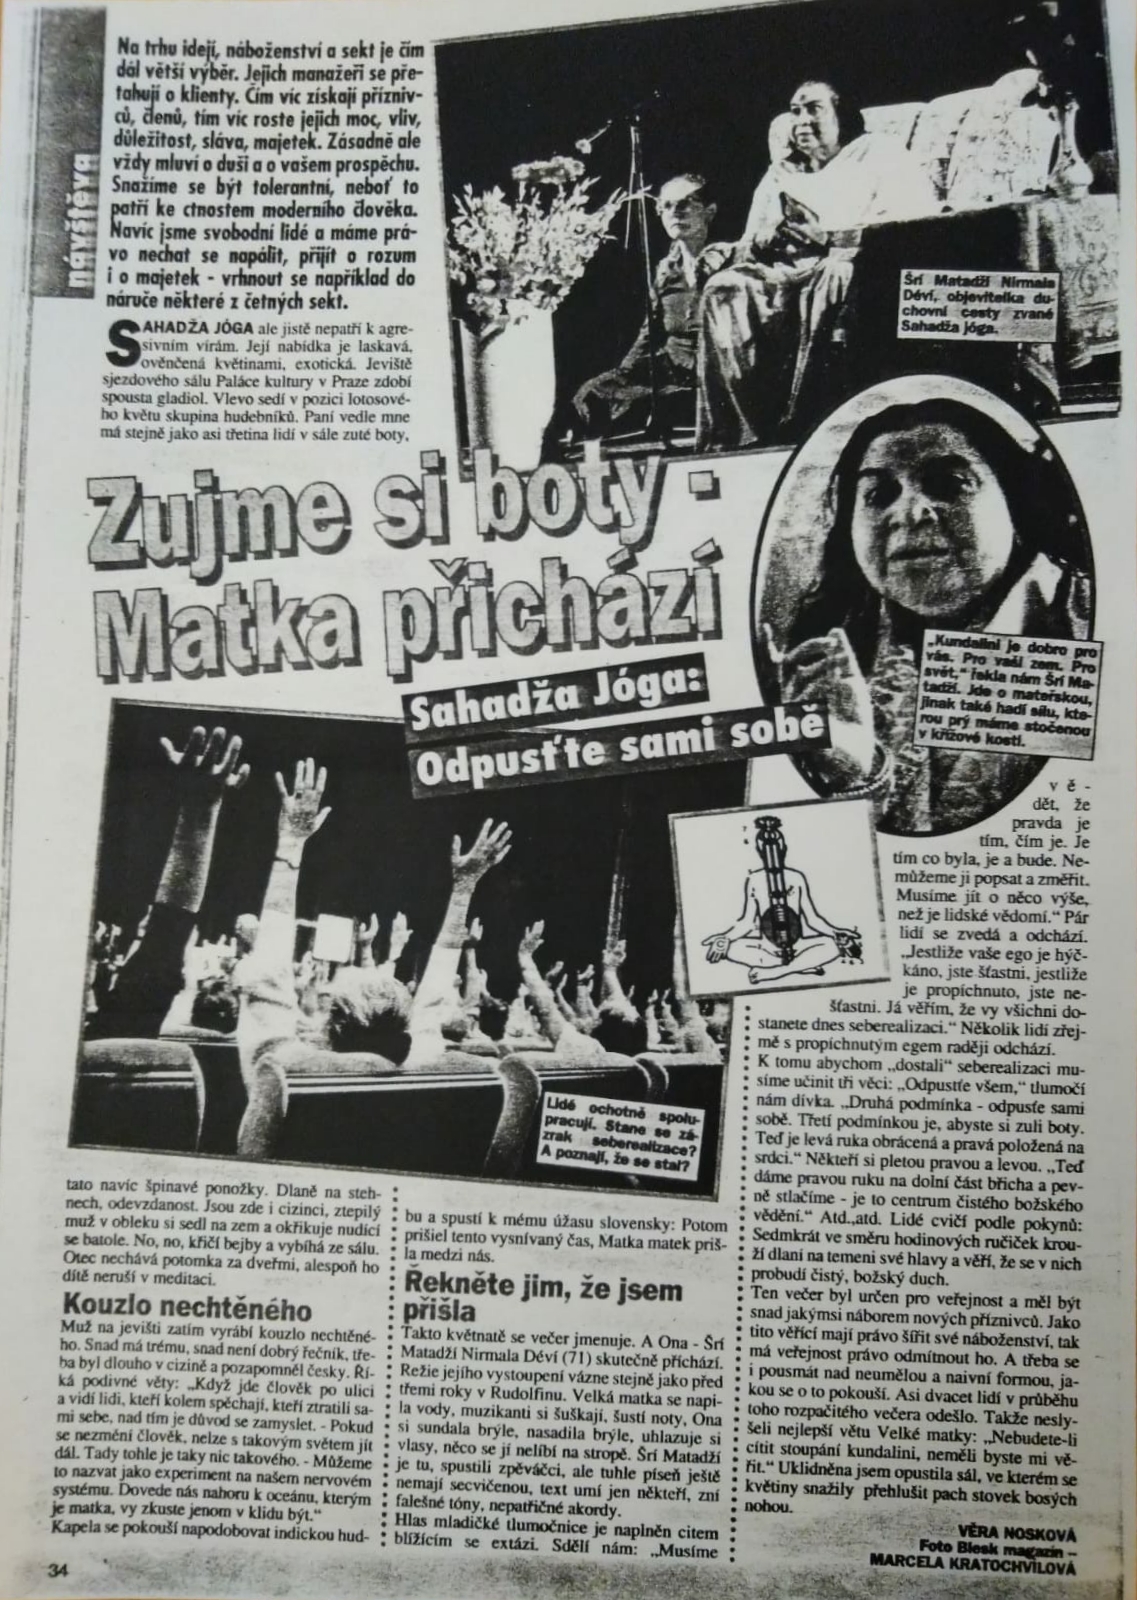 NÁVŠTĚVA
Na trhu idejí, náboženství a sekt je čím
dál větší výběr. Jejich manažeři se pře-
tahují o klienty. Čím víc získají přízniv-
ců, členů, tím víc roste jejich moc, vliv,
důležitost, sláva, majetek. Zásadně ale
vždy mluví o duši a o vašem prospěchu.
Snažíme se být tolerantní, neboť to
patří ke ctnostem moderního člověka.
Navíc jsme svobodní lidé a máme prá-
vo nechat se napálit, přijít o rozum
i o majetek - vrhnout se například do
náruče některé z četných sekt.
SAHADŽA JÓGA ale jistě nepatří k agre-
sivním vírám. Její nabídka je laskavá,
ověnčená květinami, exotická. Jeviště
sjezdového sálu Paláce kultury v Praze zdobí
spousta gladiol. Vlevo sedí v pozici lotosové-
ho květu skupina hudebníků. Paní vedle mne
má stejně jako asi třetina lidí v sále zuté boty,
Šrí Matadží Nirmala
Déví, objevitelka du-
chovní cesty zvané
Sahadža jóga.
Zujme si boty -
Matka přichází
Sahadža Jóga:
Odpusťte sami sobě
„Kundalini je dobro pro
vás. Pro vaši zem. Pro
svět,“ řekla nám Šrí Ma-
tadží. Jde o mateřskou,
jinak také hadí sílu, kte-
rou prý máme stočenou
v křížové kosti.
Lidé ochotně spolu-
pracují. Stane se zá-
zrak seberealizace?
A poznají, že se stal?
tato navíc špinavé ponožky. Dlaně na steh-
nech, odevzdanost. Jsou zde i cizinci, ztepilý
muž v obleku si sedl na zem a okřikuje nudící
se batole. No, no, křičí bejby a vybíhá ze sálu.
Otec nechává potomka za dveřmi, alespoň ho
dítě neruší v meditaci.
Kouzlo nechtěného
Muž na jevišti zatím vyrábí kouzlo nechtěné-
ho. Snad má trému, snad není dobrý řečník, tře-
ba byl dlouho v cizině a pozapomněl česky. Ří-
ká podivné věty: „Když jde člověk po ulici
a vidí lidi, kteří kolem spěchají, kteří ztratili sa-
mi sebe, nad tím je důvod se zamyslet. - Pokud
se nezmění člověk, nelze s takovým světem jít
dál. Tady tohle je taky nic takového. - Můžeme
to nazvat jako experiment na našem nervovém
systému. Dovede nás nahoru k oceánu, kterým
je matka, vy zkuste jenom v klidu být.“
Kapela se pokouší napodobovat indickou hud-
bu a spustí k mému úžasu slovensky: Potom
prišiel tento vysnívaný čas, Matka matek priš-
la medzi nás.
Řekněte jim, že jsem
přišla
Takto květnatě se večer jmenuje. A Ona - Šrí
Matadží Nirmala Déví (71) skutečně přichází.
Režie jejího vystoupení vázne stejně jako před
třemi roky v Rudolfinu. Velká matka se napi-
la vody, muzikanti si šuškají, šustí noty, Ona
si sundala brýle, nasadila brýle, uhlazuje si
vlasy, něco se jí nelíbí na stropě. Šrí Matadží
je tu, spustili zpěváčci, ale tuhle píseň ještě
nemají secvičenou, text umí jen někteří, zní
falešné tóny, nepatřičné akordy.
Hlas mladičké tlumočnice je naplněn citem
blížícím se extázi. Sdělí nám: „Musíme
vě-
dět, že
pravda je
tím, čím je. Je
tím co byla, je a bude. Ne-
můžeme ji popsat a změřit.
Musíme jít o něco výše,
než je lidské vědomí.“ Pár
lidí se zvedá a odchází.
„Jestliže vaše ego je hýč-
káno, jste šťastni, jestliže
je propíchnuto, jste ne-
šťastni. Já věřím, že vy všichni do-
stanete dnes seberealizaci.“ Několik lidí zřej-
mě s propíchnutým egem raději odchází.
K tomu abychom „dostali“ seberealizaci mu-
síme učinit tři věci: „Odpusťte všem,“ tlumočí
nám dívka. „Druhá podmínka - odpusťe sami
sobě. Třetí podmínkou je, abyste si zuli boty.
Teď je levá ruka obrácená a pravá položená na
srdci.“ Někteří si pletou pravou a levou. „Teď
dáme pravou ruku na dolní část břicha a pev-
ně stlačíme - je to centrum čistého božského
vědění.“ Atd.,atd. Lidé cvičí podle pokynů:
Sedmkrát ve směru hodinových ručiček krou-
ží dlaní na temeni své hlavy a věří, že se v nich
probudí čistý, božský duch.
Ten večer byl určen pro veřejnost a měl být
snad jakýmsi náborem nových příznivců. Jako
tito věřící mají právo šířit své náboženství, tak
má veřejnost právo odmítnout ho. A třeba se
i pousmát nad neumělou a naivní formou, ja-
kou se o to pokouší. Asi dvacet lidí v průběhu
toho rozpačitého večera odešlo. Takže nesly-
šeli nejlepší větu Velké matky: „Nebudete-li
cítit stoupání kundalini, neměli byste mi vě-
řit.“ Uklidněna jsem opustila sál, ve kterém se
květiny snažily přehlušit pach stovek bosých
nohou.
VĚRA NOSKOVÁ
Foto Blesk magazín –
MARCELA KRATOCHVÍLOVÁ
34